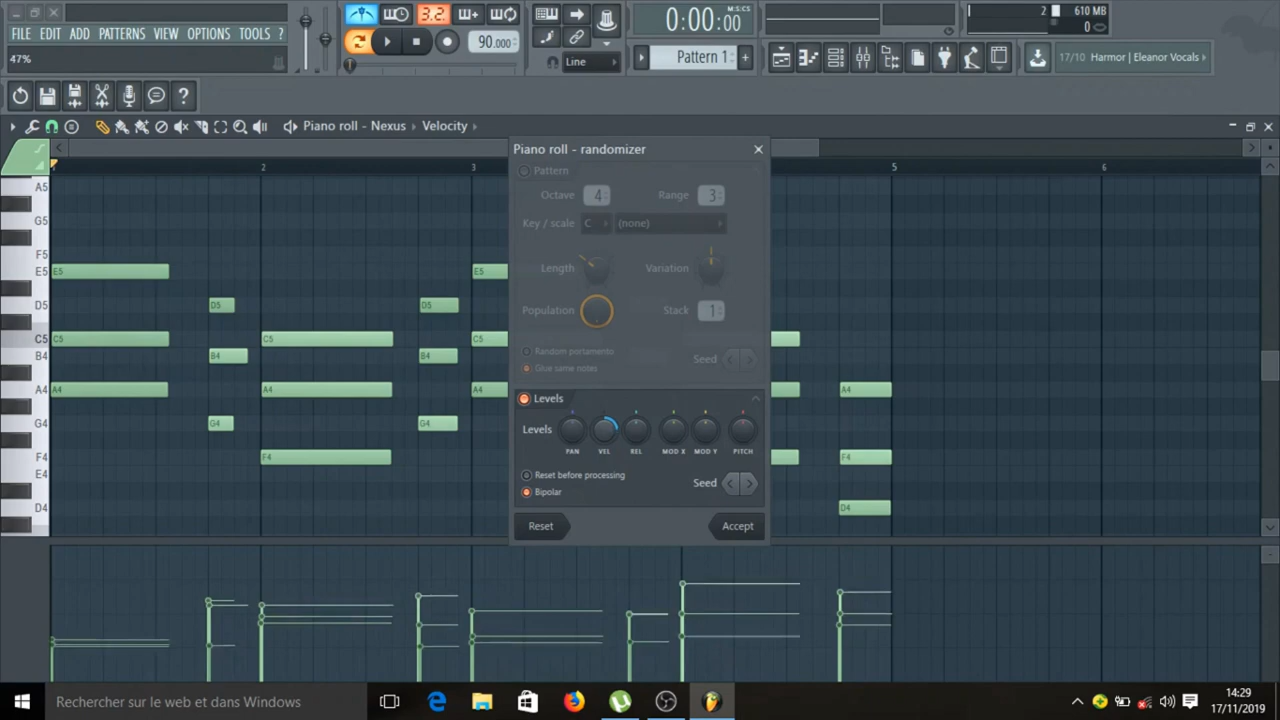 3.2
0:00:00
M:S:CS
2
610 MB
0
FILE EDIT ADD PATTERNS VIEW OPTIONS TOOLS ?
90.000
47%
Line
Pattern 1
17/10 Harmor | Eleanor Vocals
?
Piano roll - Nexus
Velocity
Piano roll - randomizer
2
3
5
6
Pattern
Octave
4
Range
3
Key / scale
C
(none)
Length
Variation
Population
Stack
1
Random portamento
Seed
Give same notes
Levels
Levels
PAN
VEL
REL
MOD X
MOD Y
PITCH
Reset before processing
Seed
Bipolar
Reset
Accept
A5
G5
F5
E5
D5
C5
B4
A4
G4
F4
E4
D4
E5
E5
D5
D5
C5
C5
C5
B4
B4
A4
A4
A4
A4
G4
G4
F4
F4
D4
Rechercher sur le web et dans Windows
14:29
17/11/2019